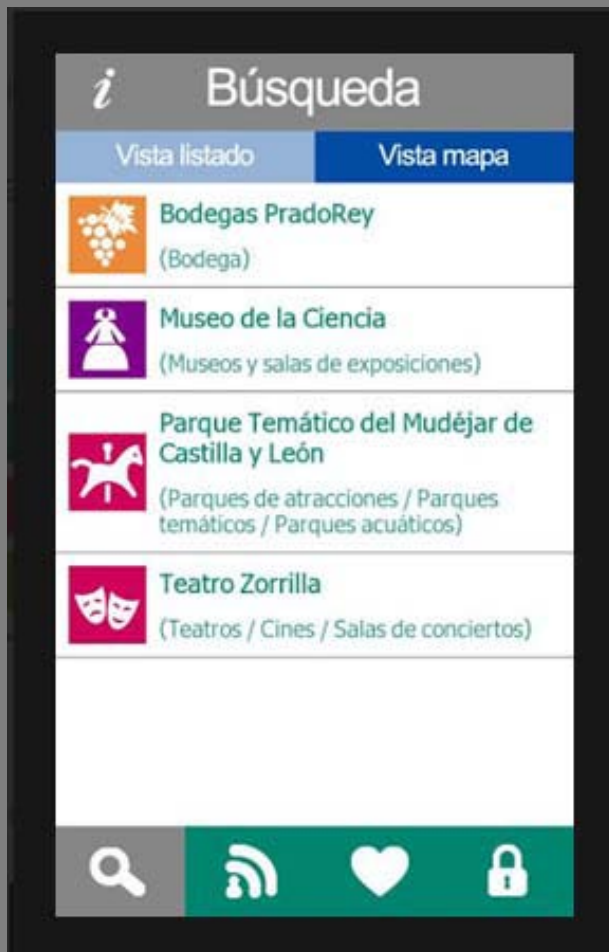 i Búsqueda
Vista listado Vista mapa
Bodegas PradoRey
(Bodega)
Museo de la Ciencia
(Museos y salas de exposiciones)
Parque Temático del Mudéjar de
Castilla y León
(Parques de atracciones / Parques
temáticos / Parques acuáticos)
Teatro Zorrilla
(Teatros / Cines / Salas de conciertos)